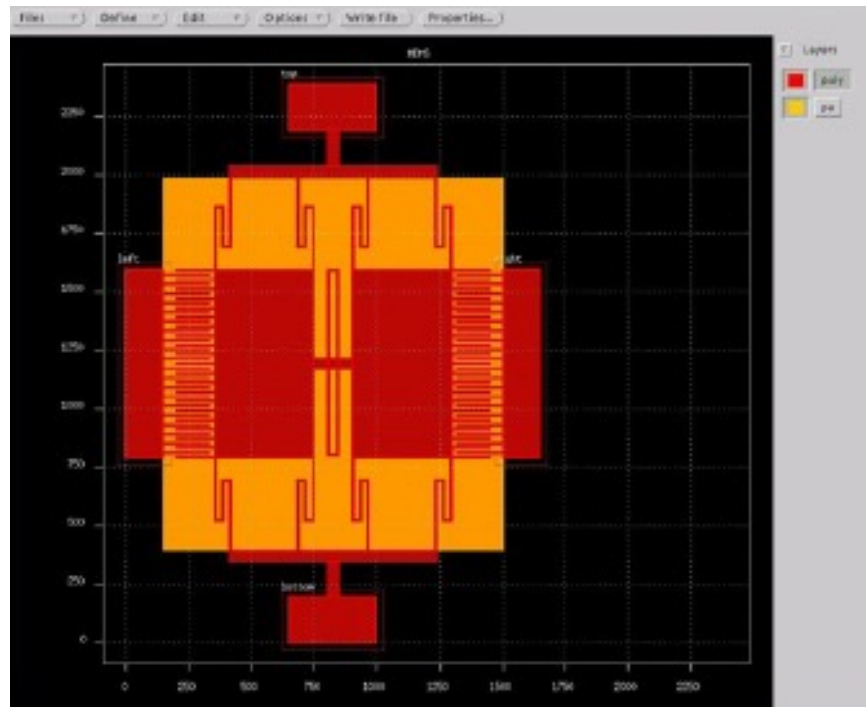 Files Define Edit Options Write file Properties...
MEMS
Layers
top
poly
2250
2000
1750
left right
1500
1250
1000
750
500
250
bottom
0
0 250 500 750 1000 1250 1500 1750 2000 2250